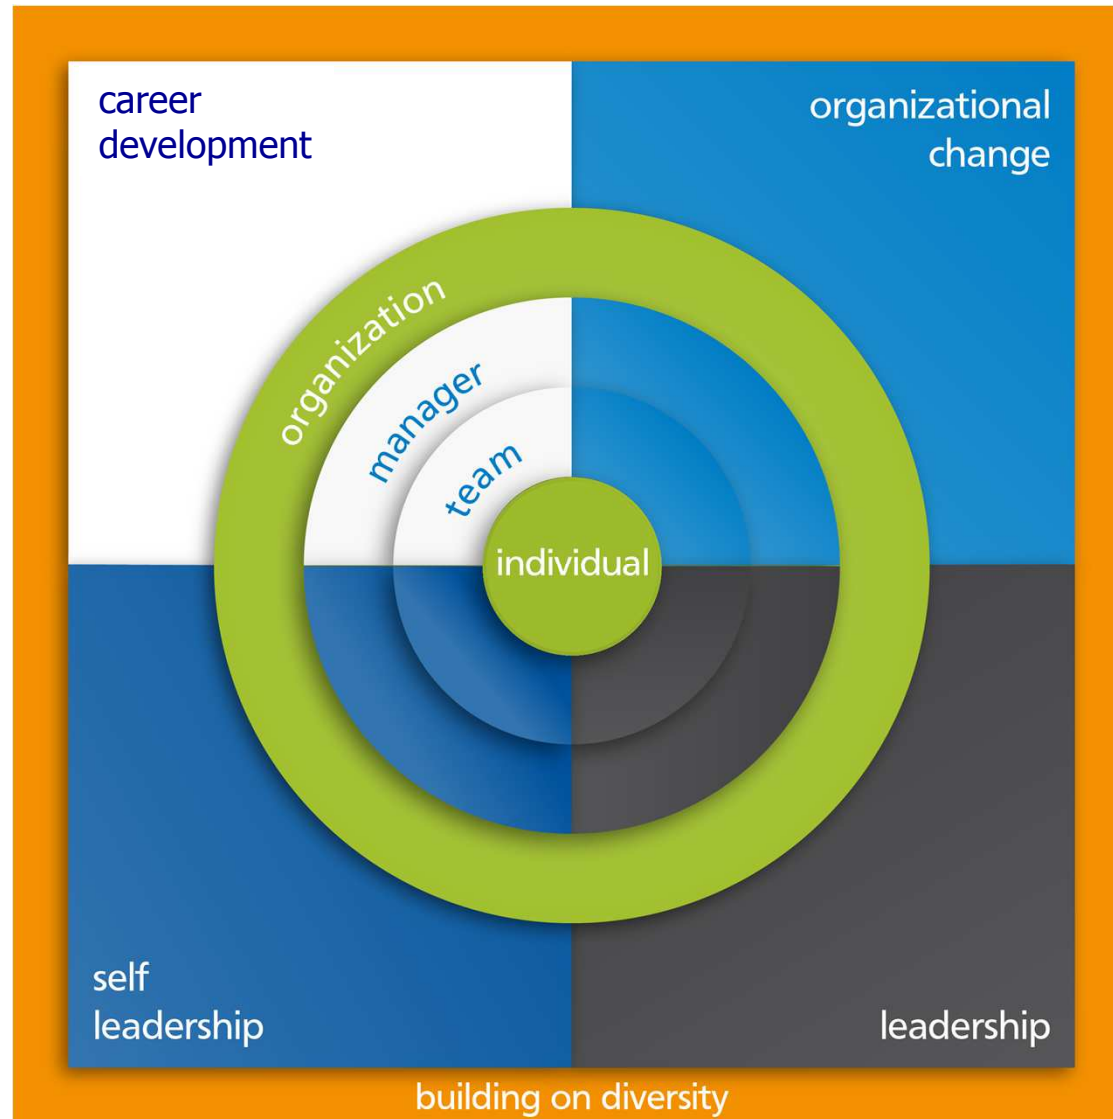 career
development
organizational
change
organization
manager
team
individual
self
leadership
leadership
building on diversity